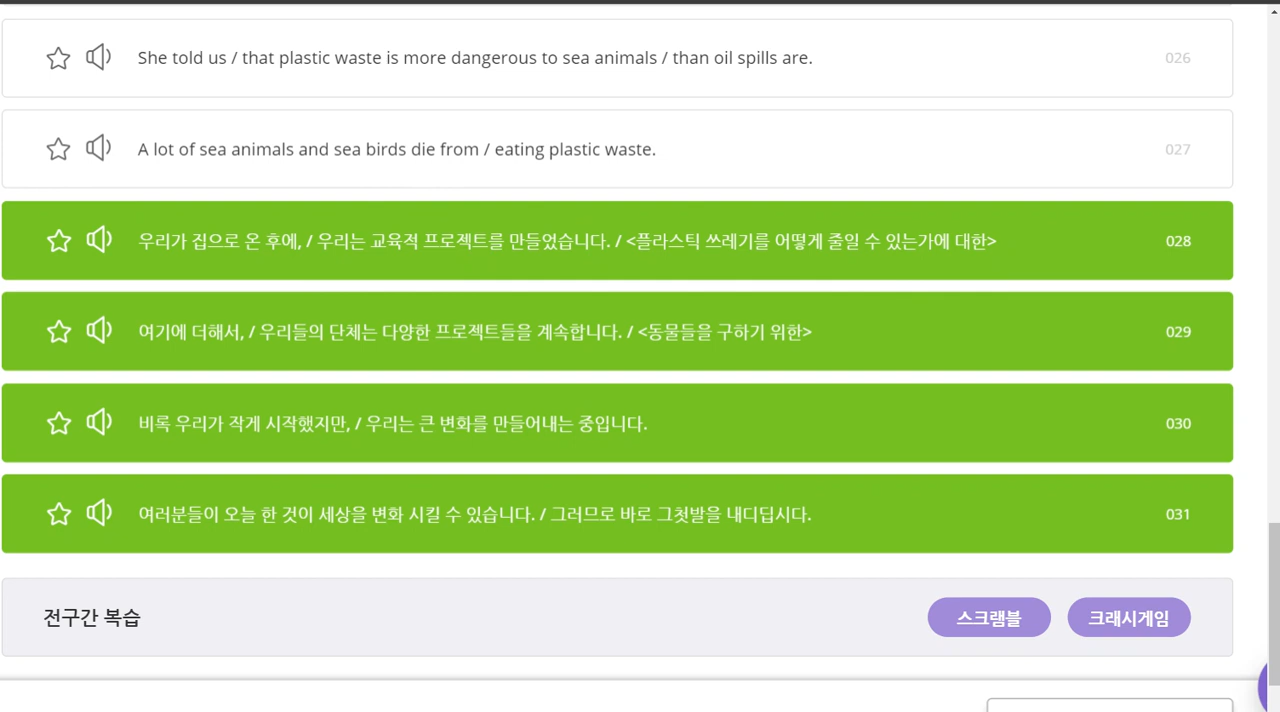 She told us / that plastic waste is more dangerous to sea animals / than oil spills are. 026
A lot of sea animals and sea birds die from / eating plastic waste. 027
우리가 집으로 온 후에, / 우리는 교육적 프로젝트를 만들었습니다. / <플라스틱 쓰레기를 어떻게 줄일 수 있는가에 대한> 028
여기에 더해서, / 우리들의 단체는 다양한 프로젝트들을 계속합니다. / <동물들을 구하기 위한> 029
비록 우리가 작게 시작했지만, / 우리는 큰 변화를 만들어내는 중입니다. 030
여러분들이 오늘 한 것이 세상을 변화 시킬 수 있습니다. / 그러므로 바로 그첫발을 내디딥시다. 031
전구간 복습 스크램블 크래시게임